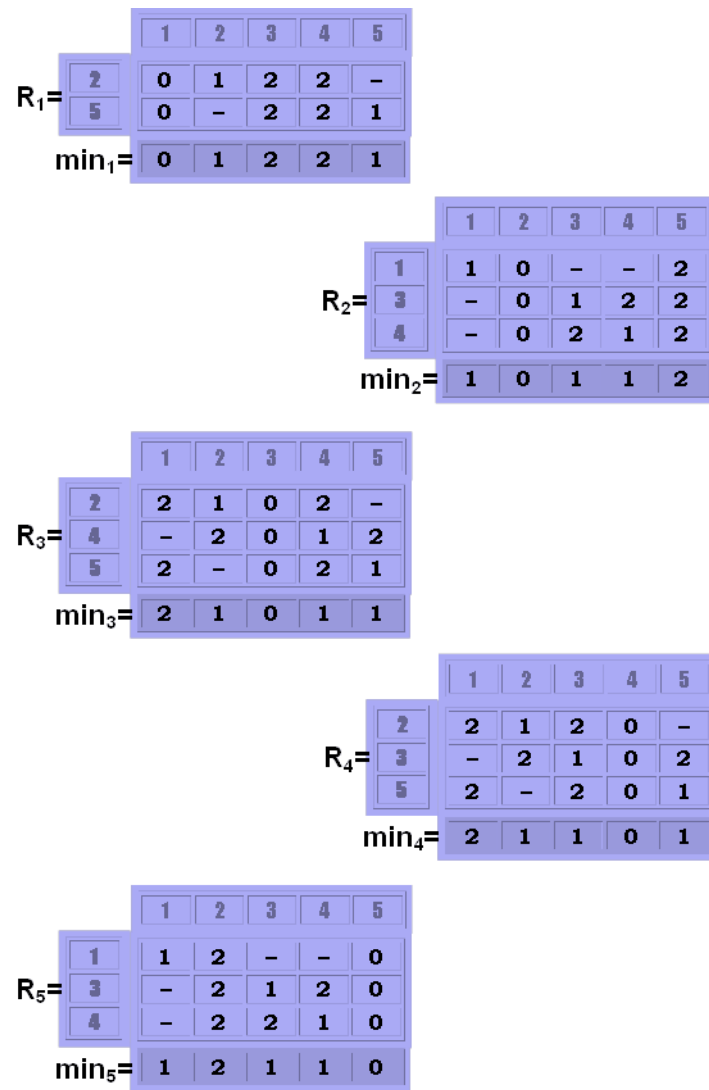 1 2 3 4 5
R₁=
2 0 1 2 2 -
5 0 - 2 2 1
min₁= 0 1 2 2 1
1 2 3 4 5
R₂=
1 1 0 - - 2
3 - 0 1 2 2
4 - 0 2 1 2
min₂= 1 0 1 1 2
1 2 3 4 5
2 2 1 0 2 -
R₃= 4 - 2 0 1 2
5 2 - 0 2 1
min₃= 2 1 0 1 1
1 2 3 4 5
2 2 1 2 0 -
R₄= 3 - 2 1 0 2
5 2 - 2 0 1
min₄= 2 1 1 0 1
1 2 3 4 5
1 1 2 - - 0
R₅= 3 - 2 1 2 0
4 - 2 2 1 0
min₅= 1 2 1 1 0